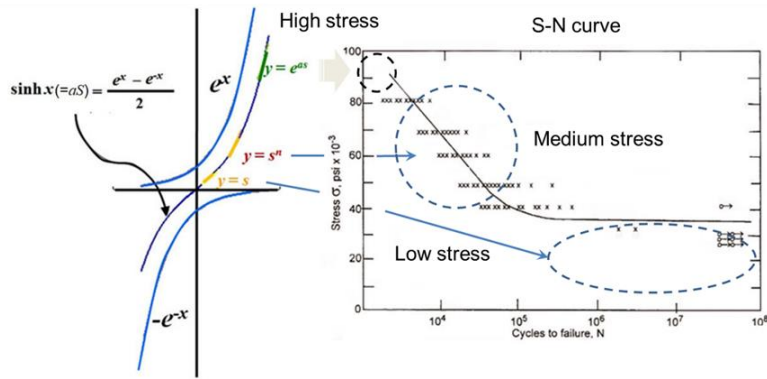 High stress
S-N curve
y = e^{as}
e^x
sinh x(=aS) = \frac{e^x - e^{-x}}{2}
y = s^n
y = s
-e^{-x}
Medium stress
Low stress
Stress σ, psi x 10^{-3}
100
80
60
40
20
0
10^4
10^5
10^6
10^7
10^8
Cycles to failure, N